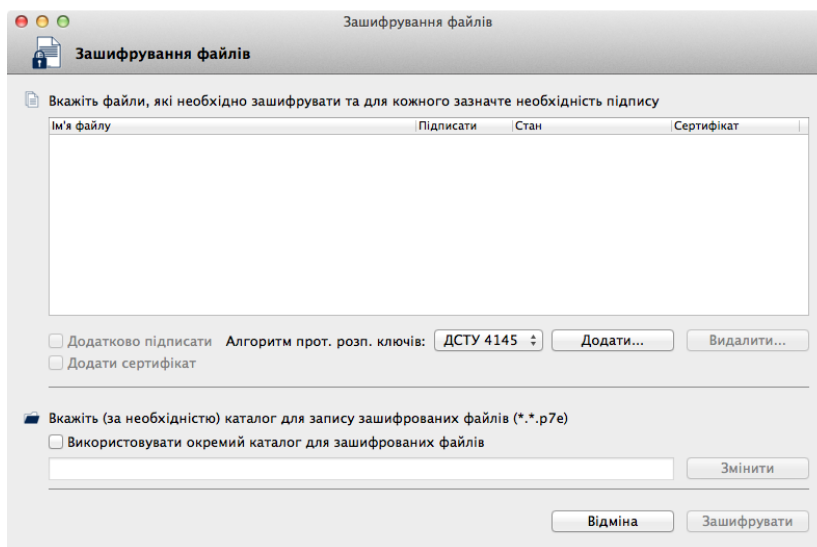 Зашифрування файлів
Зашифрування файлів
Вкажіть файли, які необхідно зашифрувати та для кожного зазначте необхідність підпису
Ім'я файлу Підписати Стан Сертифікат
Додатково підписати Алгоритм прот. розп. ключів: ДСТУ 4145 Додати... Видалити...
Додати сертифікат
Вкажіть (за необхідністю) каталог для запису зашифрованих файлів (*.*.p7e)
Використовувати окремий каталог для зашифрованих файлів
Змінити
Відміна Зашифрувати